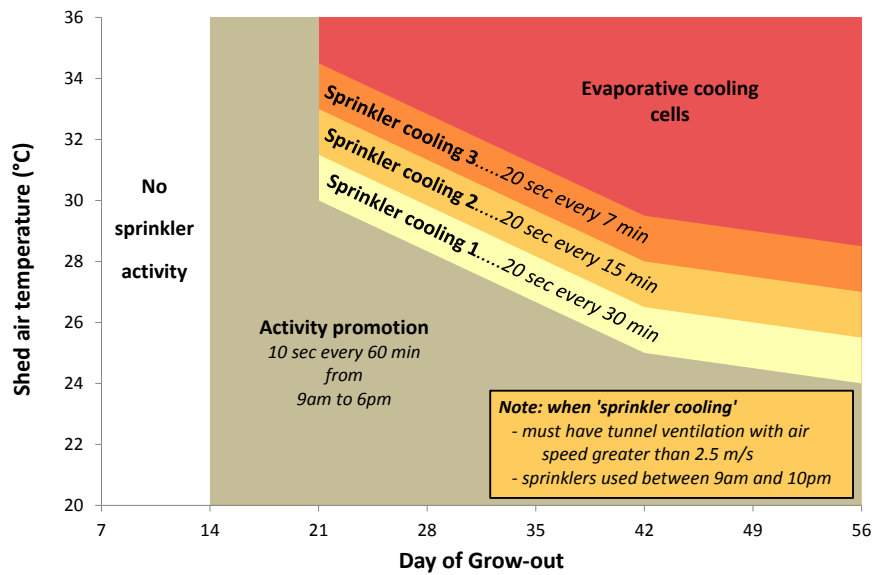 36
34
32
30
28
26
24
22
20
Shed air temperature (°C)
7
14
21
28
35
42
49
56
Day of Grow-out
No
sprinkler
activity
Activity promotion
10 sec every 60 min
from
9am to 6pm
Evaporative cooling
cells
Sprinkler cooling 3.....20 sec every 7 min
Sprinkler cooling 2.....20 sec every 15 min
Sprinkler cooling 1.....20 sec every 30 min
Note: when 'sprinkler cooling'
- must have tunnel ventilation with air
speed greater than 2.5 m/s
- sprinklers used between 9am and 10pm